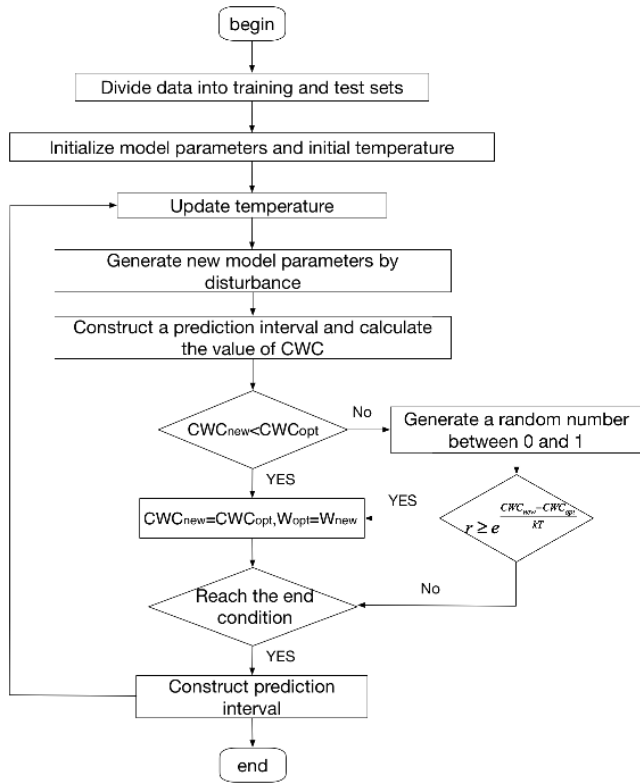 begin
Divide data into training and test sets
Initialize model parameters and initial temperature
Update temperature
Generate new model parameters by
disturbance
Construct a prediction interval and calculate
the value of CWC
CWCnew<CWCopt
No
Generate a random number
between 0 and 1
YES
CWCnew=CWCopt,Wopt=Wnew
YES
r ≥ e^(CWC_new−CWC_opt / kT)
Reach the end
condition
No
YES
Construct prediction
interval
end